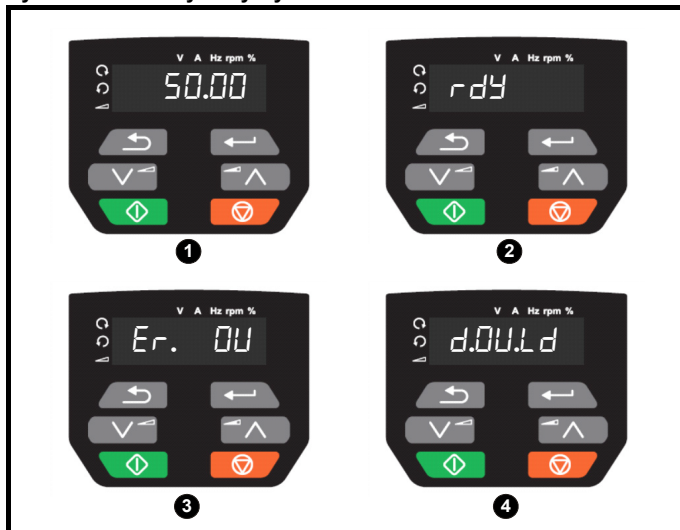 V A Hz rpm %
50.00
1
V A Hz rpm %
rdY
2
V A Hz rpm %
Er. OU
3
V A Hz rpm %
d.OU.Ld
4